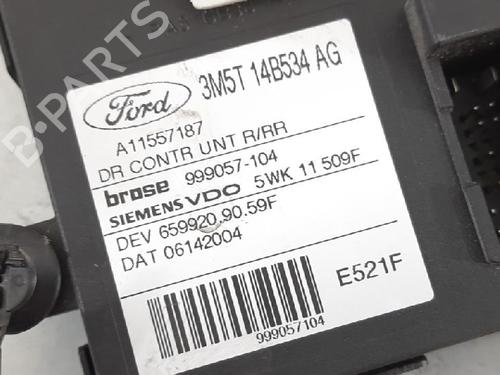 B-PARTS
Ford 3M5T 14B534 AG
A11557187
DR CONTR UNT R/RR
brose 999057-104
SIEMENS VDO 5WK 11 509F
DEV 659920.90.59F
DAT 06142004
E521F
999057104